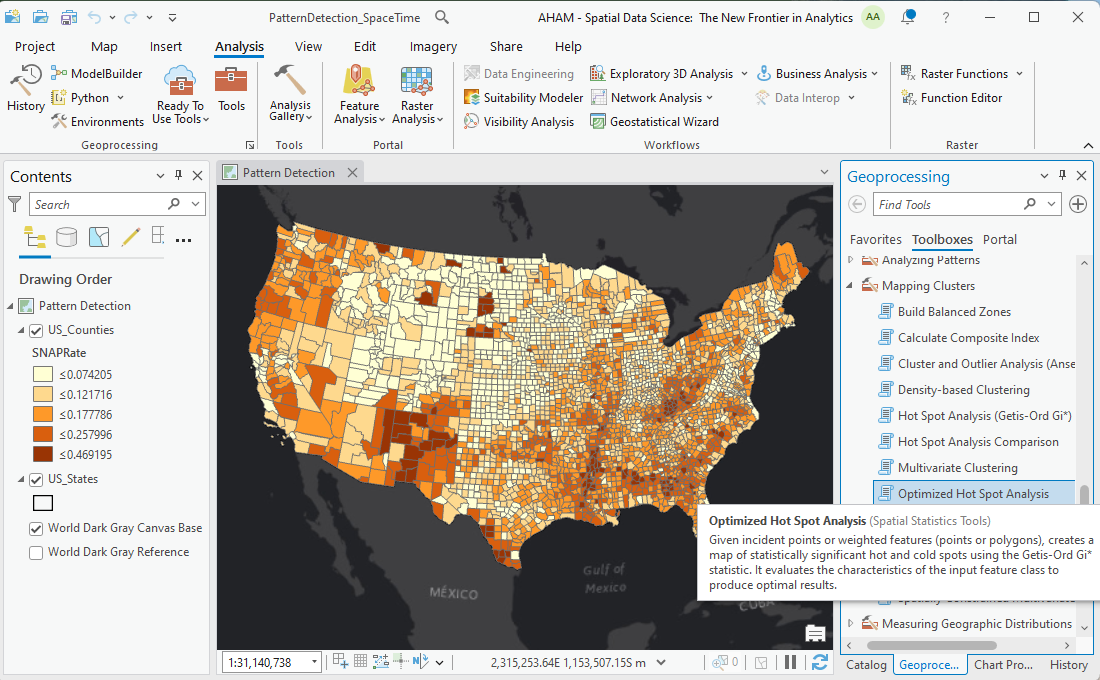 PatternDetection_SpaceTime
AHAM - Spatial Data Science: The New Frontier in Analytics
AA
?
Project
Map
Insert
Analysis
View
Edit
Imagery
Share
Help
History
ModelBuilder
Python
Environments
Ready To
Use Tools
Tools
Geoprocessing
Analysis
Gallery
Tools
Feature
Analysis
Raster
Analysis
Portal
Data Engineering
Suitability Modeler
Visibility Analysis
Exploratory 3D Analysis
Network Analysis
Geostatistical Wizard
Business Analysis
Data Interop
Workflows
Raster Functions
Function Editor
Raster
Contents
Search
Drawing Order
Pattern Detection
US_Counties
SNAPRate
≤0.074205
≤0.121716
≤0.177786
≤0.257996
≤0.469195
US_States
World Dark Gray Canvas Base
World Dark Gray Reference
Pattern Detection
MÉXICO
Gulf of
Mexico
CUBA
1:31,140,738
2,315,253.64E 1,153,507.15S m
0
Geoprocessing
Find Tools
Favorites
Toolboxes
Portal
Analyzing Patterns
Mapping Clusters
Build Balanced Zones
Calculate Composite Index
Cluster and Outlier Analysis (Anse
Density-based Clustering
Hot Spot Analysis (Getis-Ord Gi*)
Hot Spot Analysis Comparison
Multivariate Clustering
Optimized Hot Spot Analysis
Optimized Hot Spot Analysis (Spatial Statistics Tools)
Given incident points or weighted features (points or polygons), creates a
map of statistically significant hot and cold spots using the Getis-Ord Gi*
statistic. It evaluates the characteristics of the input feature class to
produce optimal results.
Measuring Geographic Distributions
Catalog
Geoproce...
Chart Pro...
History